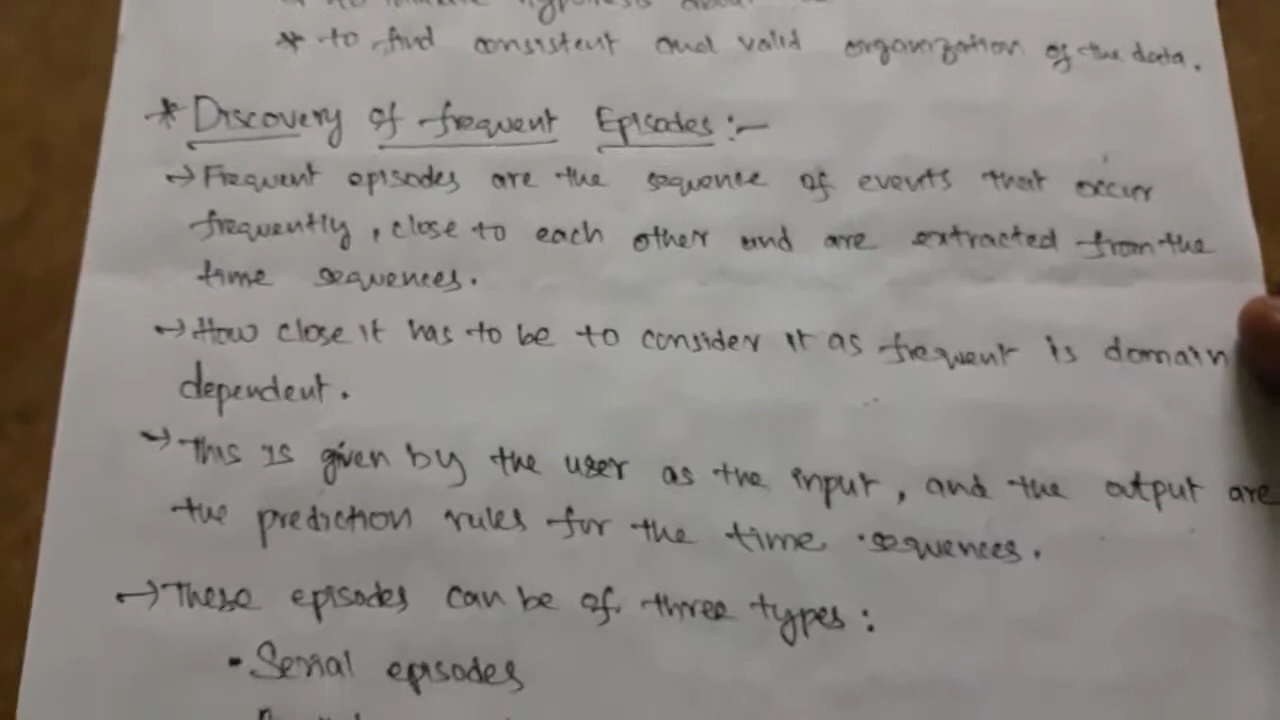 hypothesis
* to find consistent and valid organization of the data.
* Discovery of frequent Episodes :-
→ Frequent episodes are the sequence of events that occur
frequently, close to each other and are extracted from the
time sequences.
→ How close it has to be to consider it as frequent is domain
dependent.
→ This is given by the user as the input, and the output are
the prediction rules for the time sequences.
→ These episodes can be of three types :
• Serial episodes